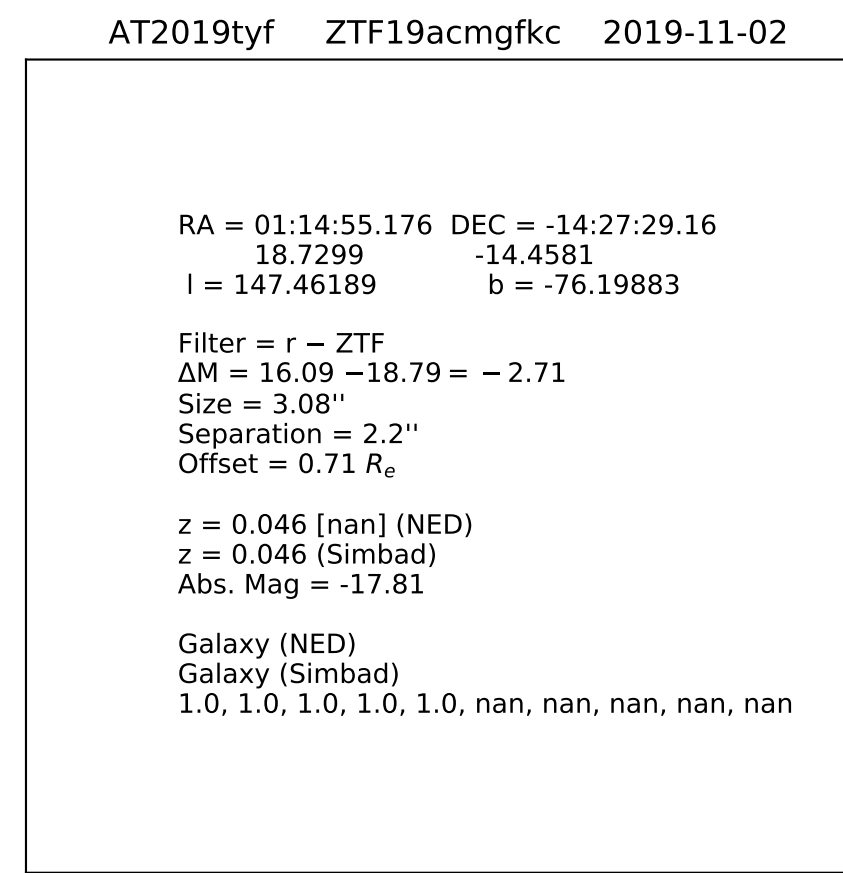 AT2019tyf ZTF19acmgfkc 2019-11-02
RA = 01:14:55.176 DEC = -14:27:29.16
18.7299 -14.4581
l = 147.46189 b = -76.19883
Filter = r − ZTF
ΔM = 16.09 −18.79 = − 2.71
Size = 3.08''
Separation = 2.2''
Offset = 0.71 Re
z = 0.046 [nan] (NED)
z = 0.046 (Simbad)
Abs. Mag = -17.81
Galaxy (NED)
Galaxy (Simbad)
1.0, 1.0, 1.0, 1.0, 1.0, nan, nan, nan, nan, nan